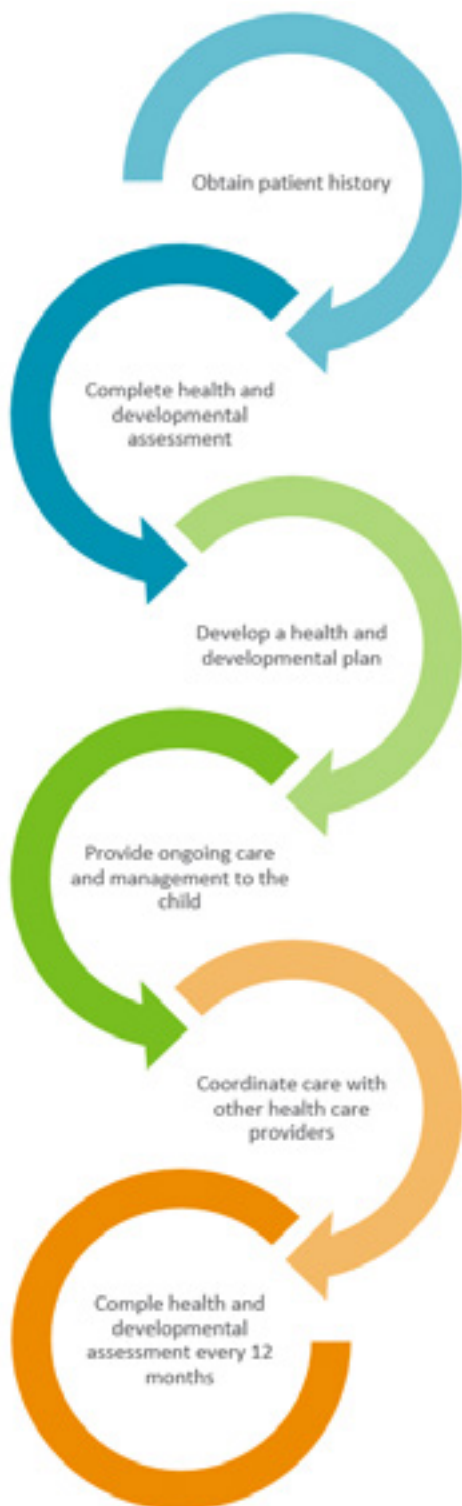 Obtain patient history
Complete health and
developmental
assessment
Develop a health and
developmental plan
Provide ongoing care
and management to the
child
Coordinate care with
other health care
providers
Comple health and
developmental
assessment every 12
months